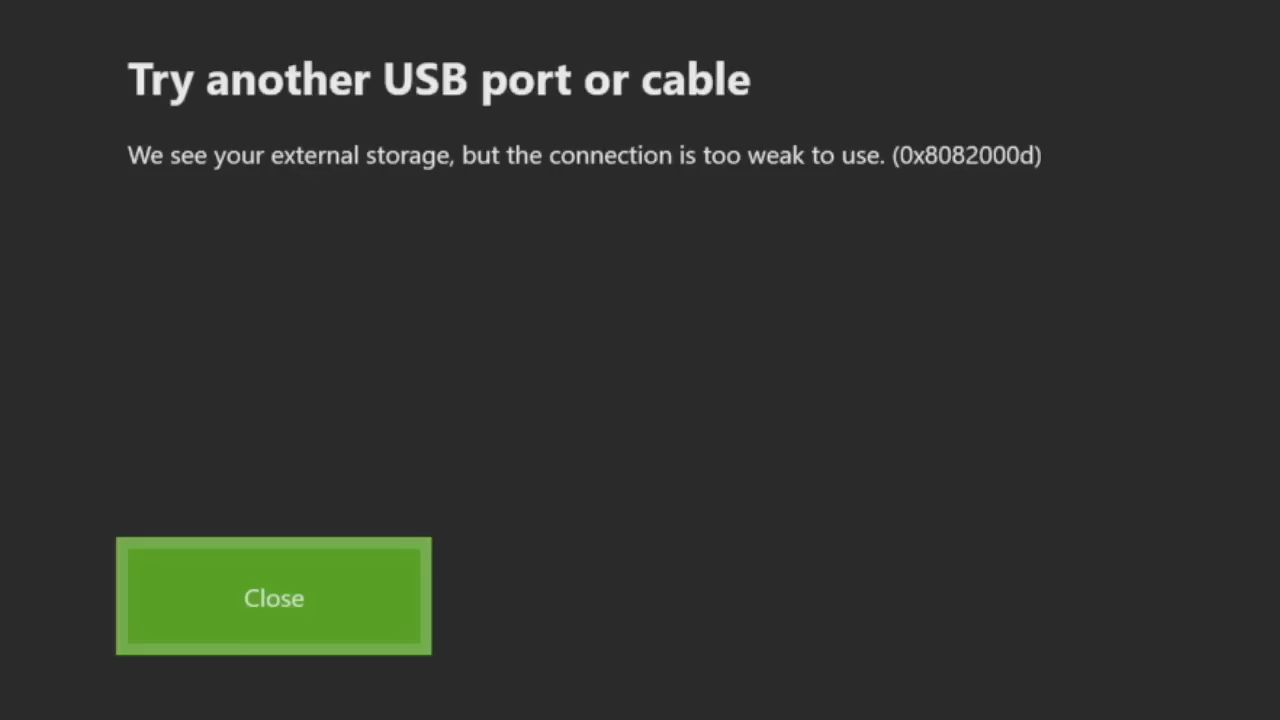 Try another USB port or cable
We see your external storage, but the connection is too weak to use. (0x8082000d)
Close